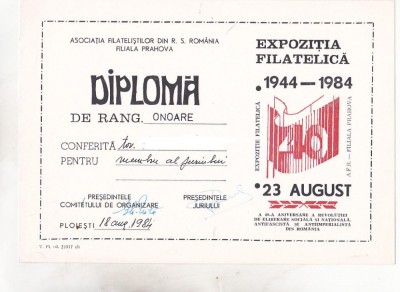 ASOCIAȚIA FILATELIȘTILOR DIN R. S. ROMÂNIA
FILIALA PRAHOVA
DIPLOMĂ
DE RANG. ONOARE
CONFERITĂ tov.
PENTRU membru al juriului
PREȘEDINTELE
COMITETULUI DE ORGANIZARE
PREȘEDINTELE
JURIULUI
PLOIEȘTI 18 aug 1984
EXPOZIȚIA
FILATELICĂ
1944—1984
EXPOZIȚIE FILATELICĂ
40
A.F.R. - FILIALA PRAHOVA
23 AUGUST
A 40-A ANIVERSARE A REVOLUȚIEI
DE ELIBERARE SOCIALĂ ȘI NAȚIONALĂ,
ANTIFASCISTĂ ȘI ANTIIMPERIALISTĂ
DIN ROMÂNIA